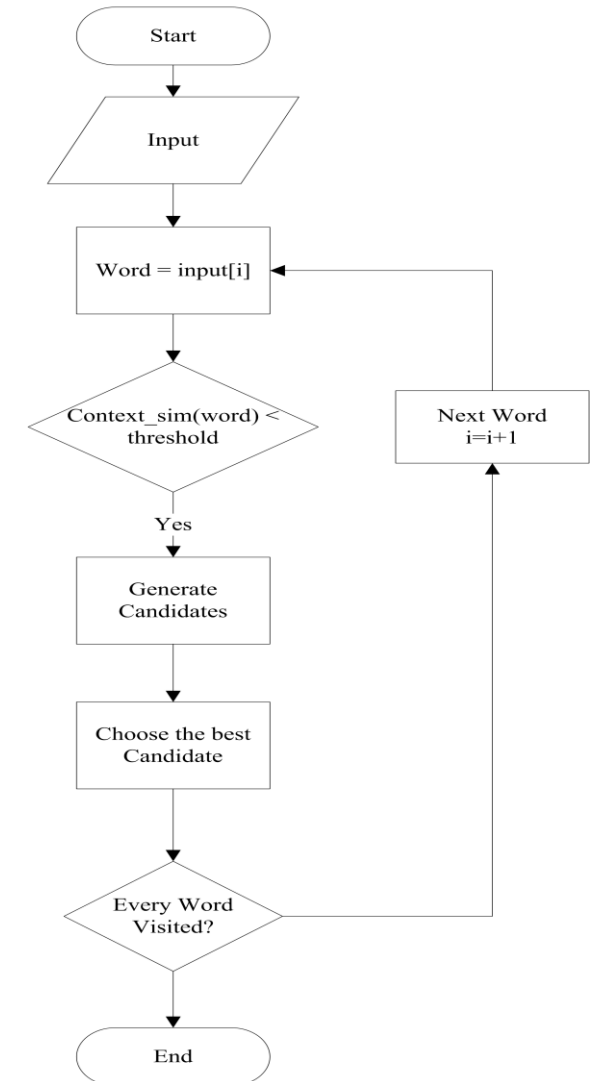 Start
Input
Word = input[i]
Context_sim(word) <
threshold
Next Word
i=i+1
Yes
Generate
Candidates
Choose the best
Candidate
Every Word
Visited?
End